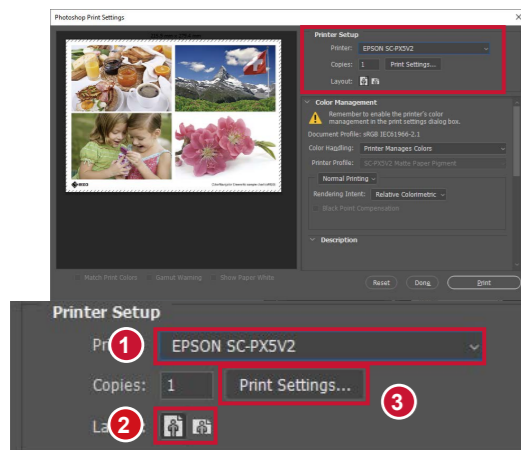 Photoshop Print Settings
Printer Setup
Printer: EPSON SC-PX5V2
Copies: 1 Print Settings...
Layout:
Color Management
Remember to enable the printer's color
management in the print settings dialog box.
Document Profile: sRGB IEC61966-2.1
Color Handling: Printer Manages Colors
Printer Profile: SC-PX5V2 Matte Paper Pigment
Normal Printing
Rendering Intent: Relative Colorimetric
Black Point Compensation
Description
Match Print Colors Gamut Warning Show Paper White
Reset Done Print
Printer Setup
1 EPSON SC-PX5V2
Copies: 1 Print Settings...
3
2